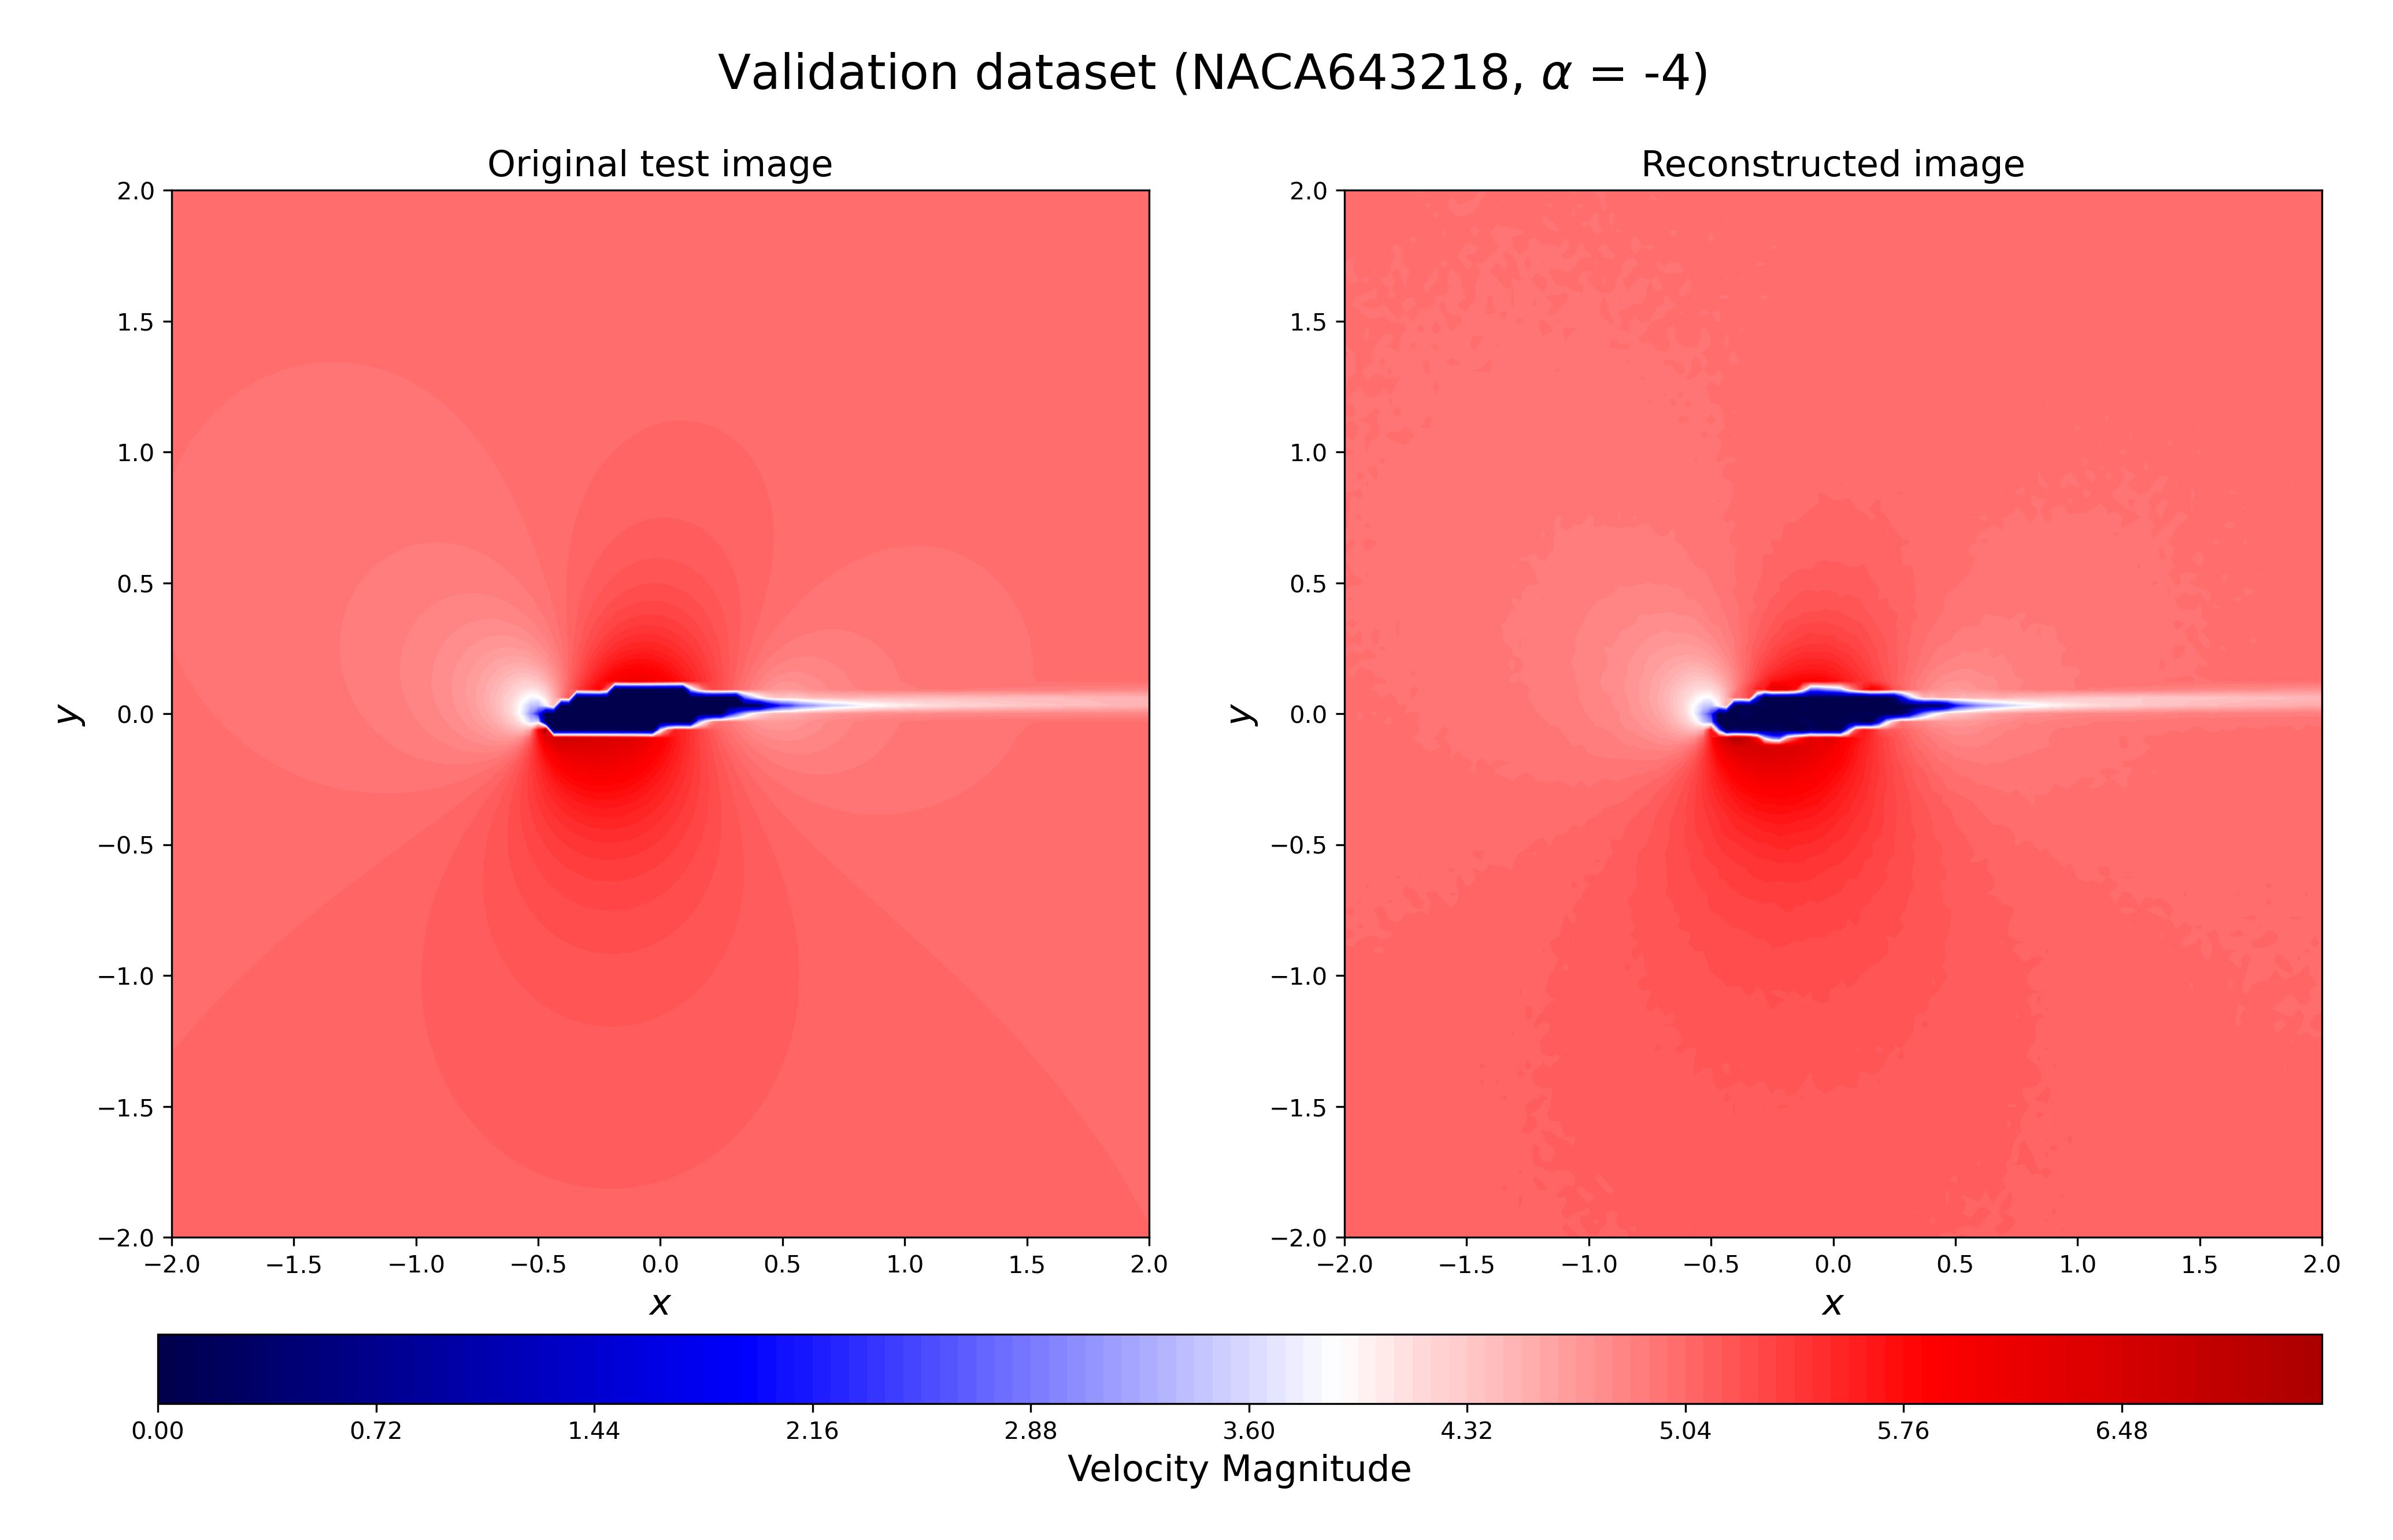 Validation dataset (NACA643218, α = -4)
Original test image
2.0
1.5
1.0
0.5
0.0
−0.5
−1.0
−1.5
−2.0
y
−2.0 −1.5 −1.0 −0.5 0.0 0.5 1.0 1.5 2.0
x
Reconstructed image
2.0
1.5
1.0
0.5
0.0
−0.5
−1.0
−1.5
−2.0
y
−2.0 −1.5 −1.0 −0.5 0.0 0.5 1.0 1.5 2.0
x
0.00 0.72 1.44 2.16 2.88 3.60 4.32 5.04 5.76 6.48
Velocity Magnitude